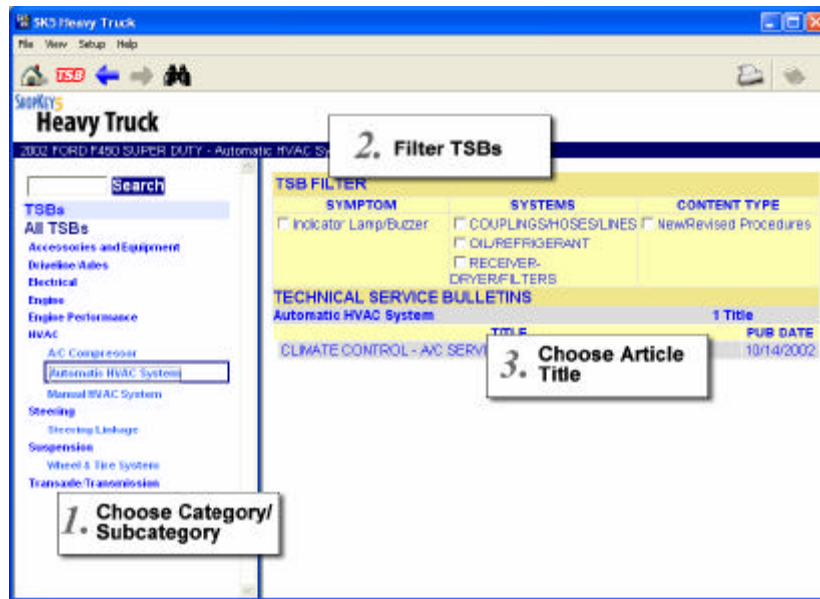 SK5 Heavy Truck
File View Setup Help
TSB
SHOPKEY5
Heavy Truck
2002 FORD F450 SUPER DUTY - Automatic HVAC Sy
2. Filter TSBs
Search
TSBs
All TSBs
Accessories and Equipment
Driveline/Axles
Electrical
Engine
Engine Performance
HVAC
A/C Compressor
Automatic HVAC System
Manual HVAC System
Steering
Steering Linkage
Suspension
Wheel & Tire System
Transaxle/Transmission
1. Choose Category/
Subcategory
TSB FILTER
SYMPTOM SYSTEMS CONTENT TYPE
Indicator Lamp/Buzzer COUPLINGS/HOSES/LINES New/Revised Procedures
OIL/REFRIGERANT
RECEIVER-
DRYER/FILTERS
TECHNICAL SERVICE BULLETINS
Automatic HVAC System 1 Title
TITLE PUB DATE
CLIMATE CONTROL - A/C SERVI 10/14/2002
3. Choose Article
Title